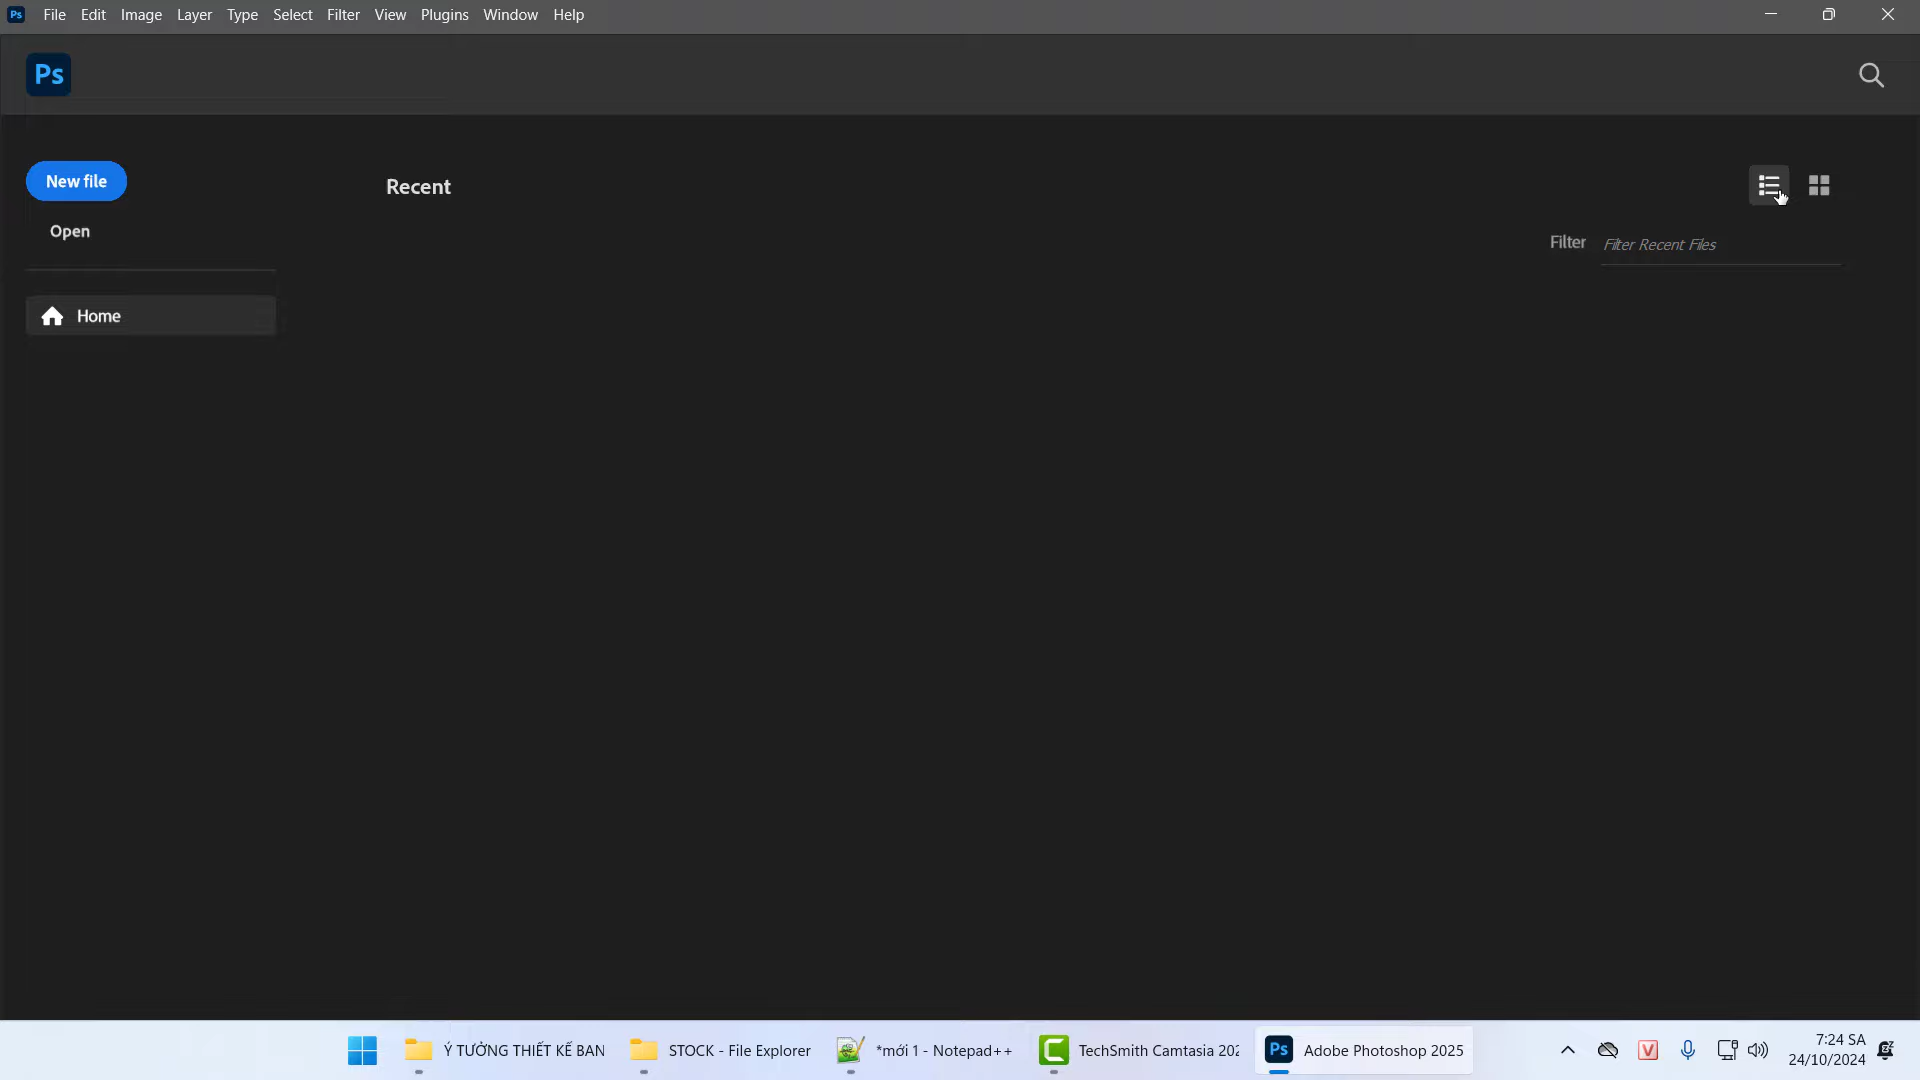 Ps File Edit Image Layer Type Select Filter View Plugins Window Help
Ps
New file
Recent
Open
Filter Filter Recent Files
Home
Ý TƯỞNG THIẾT KẾ BAN STOCK - File Explorer *mới 1 - Notepad++ TechSmith Camtasia 202 Ps Adobe Photoshop 2025 V 7:24 SA
24/10/2024